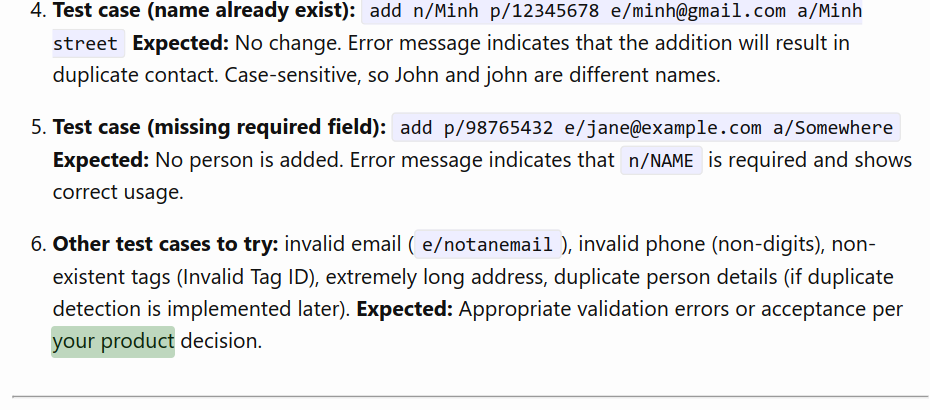 4. Test case (name already exist): add n/Minh p/12345678 e/minh@gmail.com a/Minh
street Expected: No change. Error message indicates that the addition will result in
duplicate contact. Case-sensitive, so John and john are different names.
5. Test case (missing required field): add p/98765432 e/jane@example.com a/Somewhere
Expected: No person is added. Error message indicates that n/NAME is required and shows
correct usage.
6. Other test cases to try: invalid email (e/notanemail), invalid phone (non-digits), non-
existent tags (Invalid Tag ID), extremely long address, duplicate person details (if duplicate
detection is implemented later). Expected: Appropriate validation errors or acceptance per
your product decision.